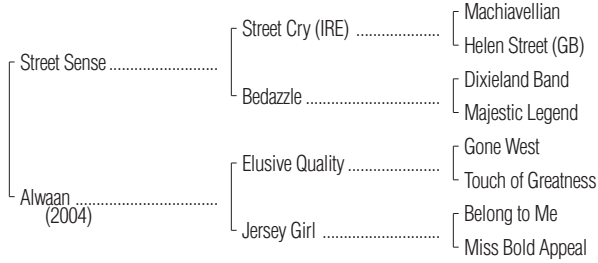 Machiavellian
Street Cry (IRE) ..................
Helen Street (GB)
Street Sense ..........................
Dixieland Band
Bedazzle ................................
Majestic Legend
Gone West
Elusive Quality ......................
Touch of Greatness
Alwaan ..................................
(2004)
Belong to Me
Jersey Girl ............................
Miss Bold Appeal